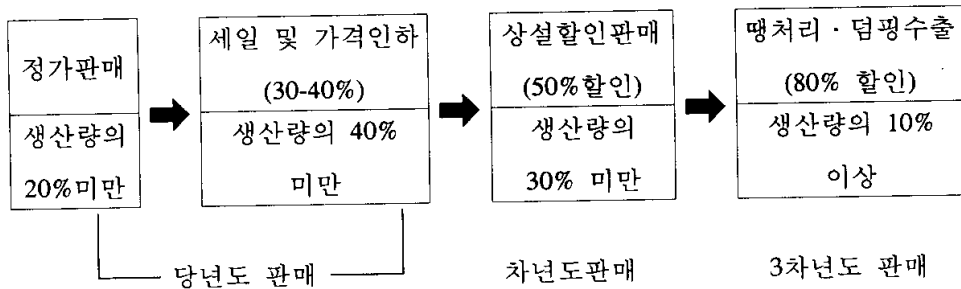 정가판매
생산량의
20%미만
세일 및 가격인하
(30-40%)
생산량의 40%
미만
상설할인판매
(50%할인)
생산량의
30% 미만
땡처리 · 덤핑수출
(80% 할인)
생산량의 10%
이상
당년도 판매
차년도판매
3차년도 판매